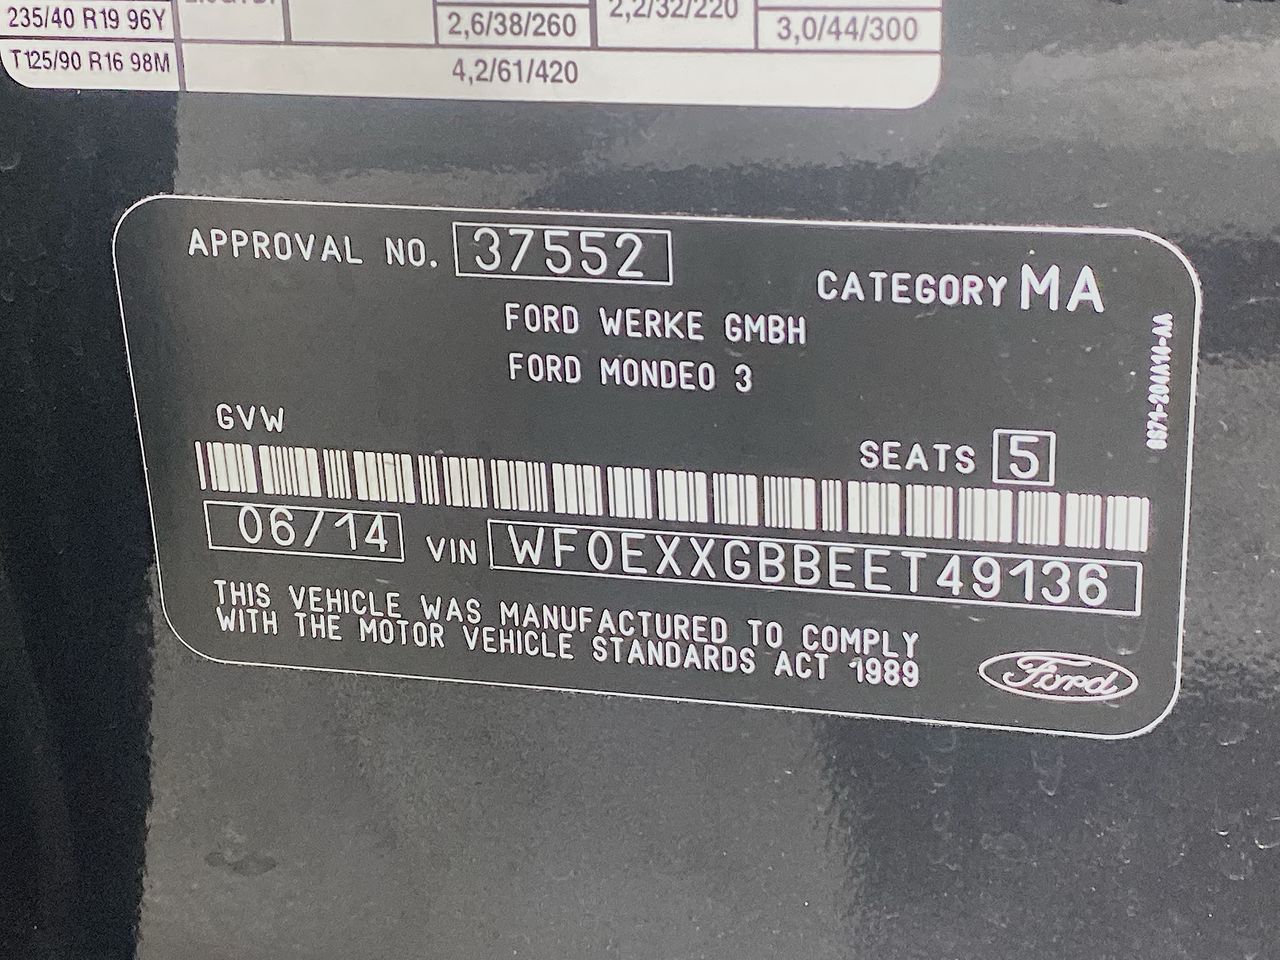 235/40 R19 96Y
2,6/38/260
2,2/32/220
3,0/44/300
T125/90 R16 98M
4,2/61/420
APPROVAL NO. 37552
CATEGORY MA
FORD WERKE GMBH
FORD MONDEO 3
GVW
SEATS 5
06/14 VIN WF0EXXGBBEET49136
THIS VEHICLE WAS MANUFACTURED TO COMPLY
WITH THE MOTOR VEHICLE STANDARDS ACT 1989
Ford